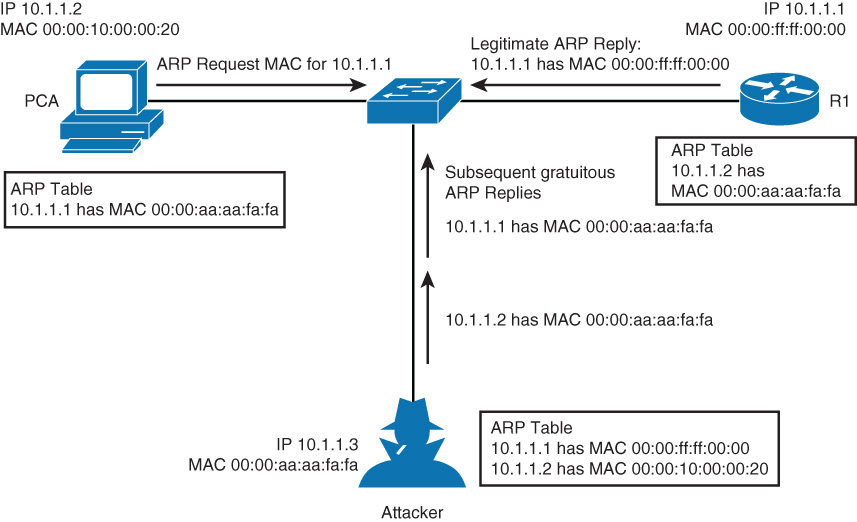 IP 10.1.1.2
MAC 00:00:10:00:00:20
IP 10.1.1.1
MAC 00:00:ff:ff:00:00
ARP Request MAC for 10.1.1.1
Legitimate ARP Reply:
10.1.1.1 has MAC 00:00:ff:ff:00:00
PCA
R1
ARP Table
10.1.1.1 has MAC 00:00:aa:aa:fa:fa
Subsequent gratuitous
ARP Replies
10.1.1.1 has MAC 00:00:aa:aa:fa:fa
10.1.1.2 has MAC 00:00:aa:aa:fa:fa
ARP Table
10.1.1.2 has
MAC 00:00:aa:aa:fa:fa
IP 10.1.1.3
MAC 00:00:aa:aa:fa:fa
Attacker
ARP Table
10.1.1.1 has MAC 00:00:ff:ff:00:00
10.1.1.2 has MAC 00:00:10:00:00:20